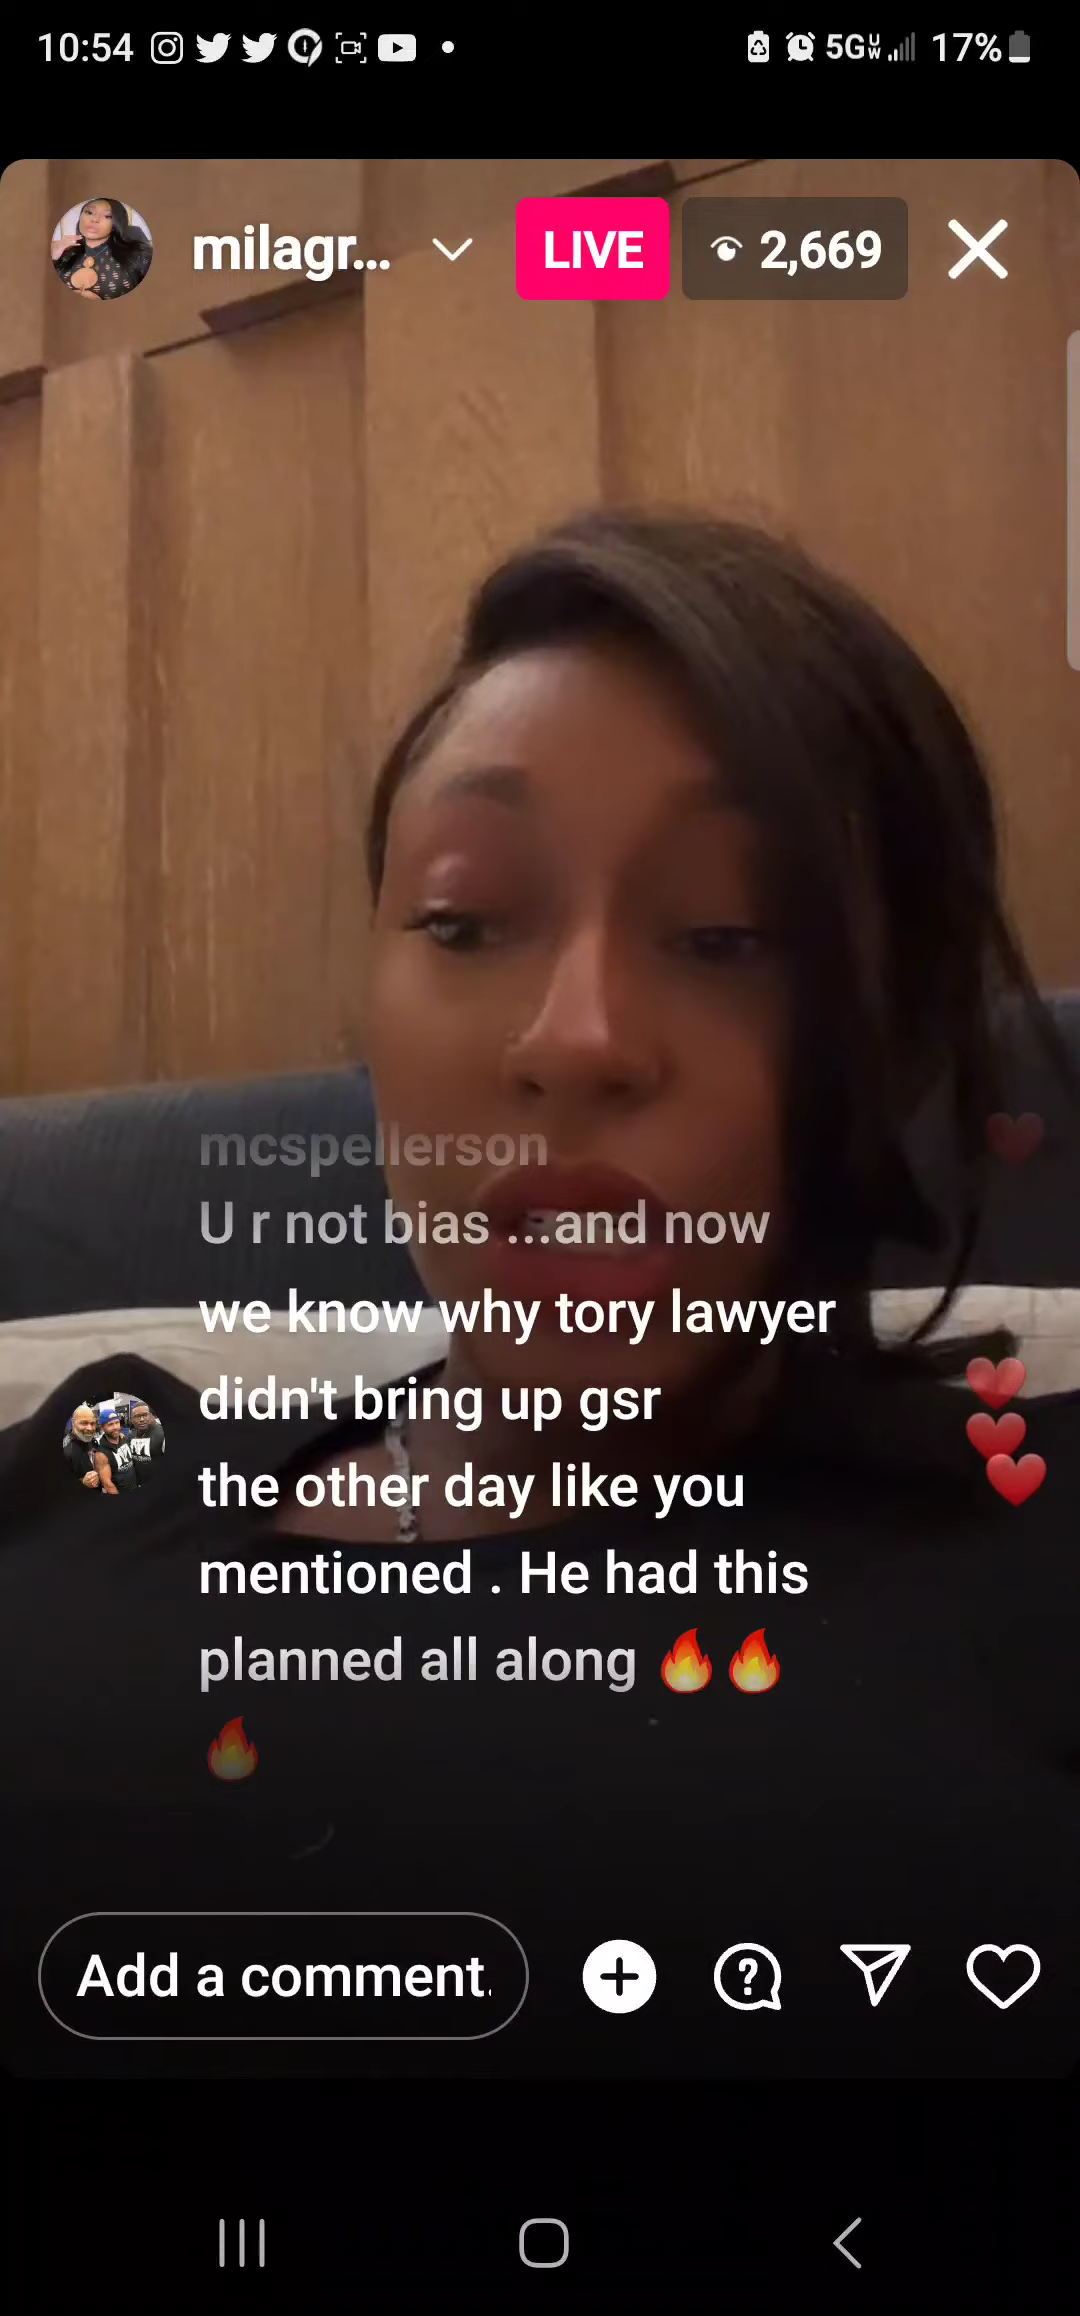 10:54
5G UW
17%
milagr...
LIVE
2,669
mcspellerson
U r not bias ...and now
we know why tory lawyer
didn't bring up gsr
the other day like you
mentioned . He had this
planned all along 🔥🔥
🔥
Add a comment.